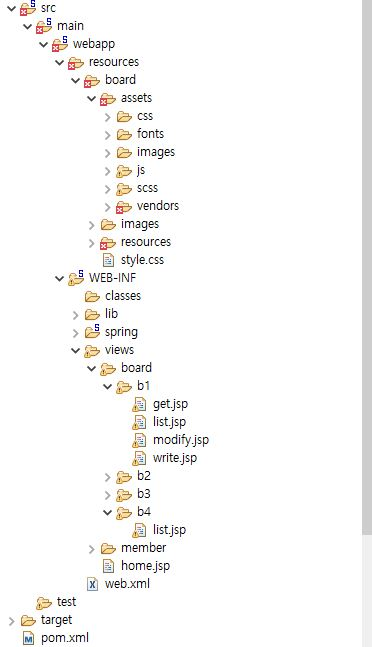 src
main
webapp
resources
board
assets
css
fonts
images
js
scss
vendors
images
resources
style.css
WEB-INF
classes
lib
spring
views
board
b1
get.jsp
list.jsp
modify.jsp
write.jsp
b2
b3
b4
list.jsp
member
home.jsp
web.xml
test
target
pom.xml